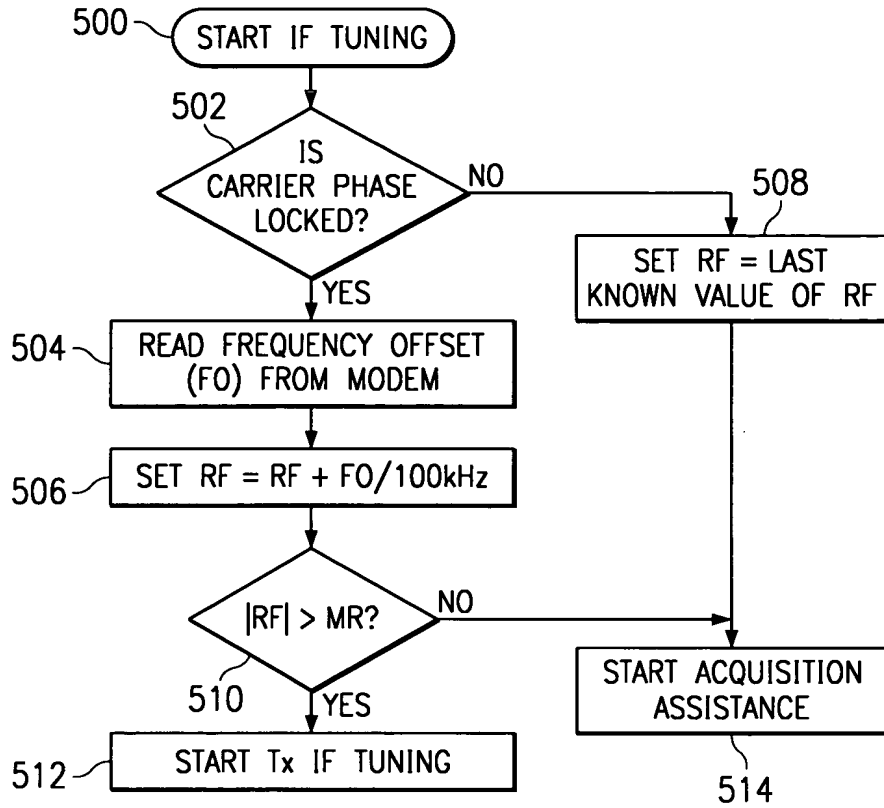 500
START IF TUNING
502
IS
CARRIER PHASE
LOCKED?
NO
YES
508
SET RF = LAST
KNOWN VALUE OF RF
504
READ FREQUENCY OFFSET
(FO) FROM MODEM
506
SET RF = RF + FO/100kHz
|RF| > MR?
NO
510
YES
START ACQUISITION
ASSISTANCE
514
512
START Tx IF TUNING